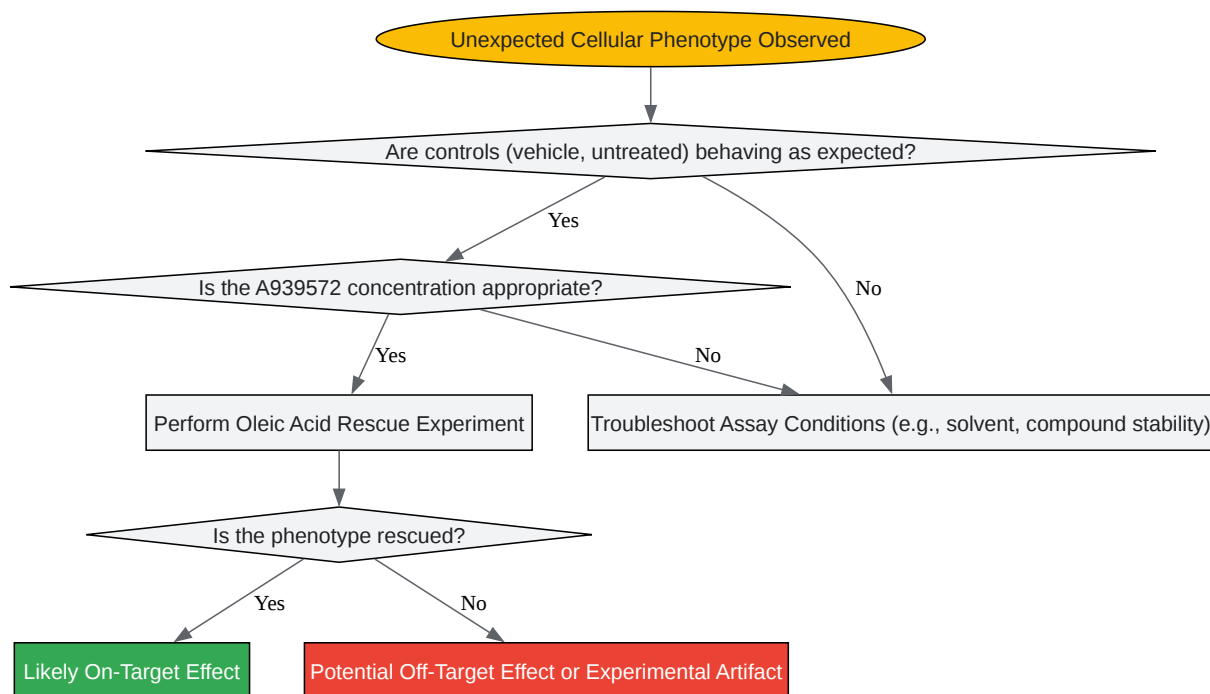 Unexpected Cellular Phenotype Observed
Are controls (vehicle, untreated) behaving as expected?
Yes
Is the A939572 concentration appropriate?
No
Yes
No
Perform Oleic Acid Rescue Experiment
Troubleshoot Assay Conditions (e.g., solvent, compound stability)
Is the phenotype rescued?
Yes
No
Likely On-Target Effect
Potential Off-Target Effect or Experimental Artifact